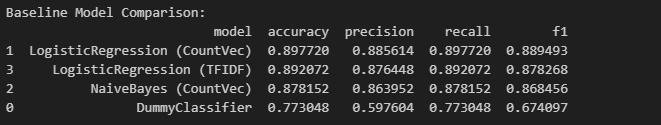 Baseline Model Comparison:
model accuracy precision recall f1
1 LogisticRegression (CountVec) 0.897720 0.885614 0.897720 0.889493
3 LogisticRegression (TFIDF) 0.892072 0.876448 0.892072 0.878268
2 NaiveBayes (CountVec) 0.878152 0.863952 0.878152 0.868456
0 DummyClassifier 0.773048 0.597604 0.773048 0.674097